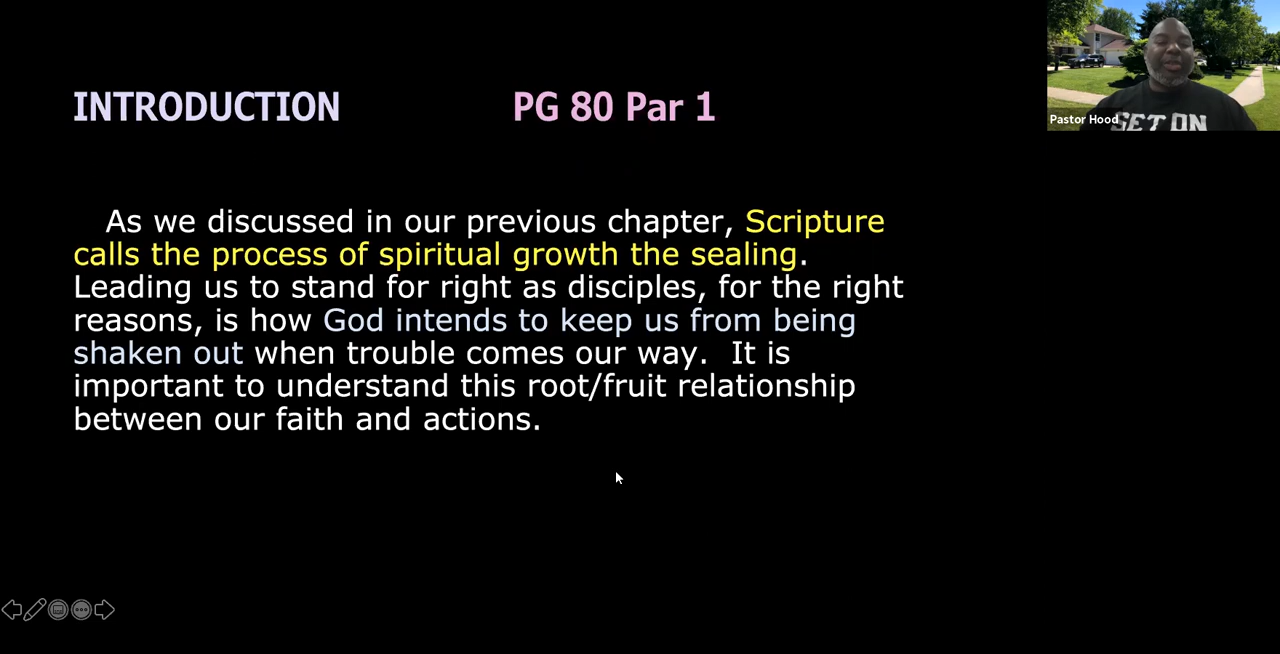 INTRODUCTION PG 80 Par 1
Pastor Hood
SET ON
As we discussed in our previous chapter, Scripture
calls the process of spiritual growth the sealing.
Leading us to stand for right as disciples, for the right
reasons, is how God intends to keep us from being
shaken out when trouble comes our way. It is
important to understand this root/fruit relationship
between our faith and actions.